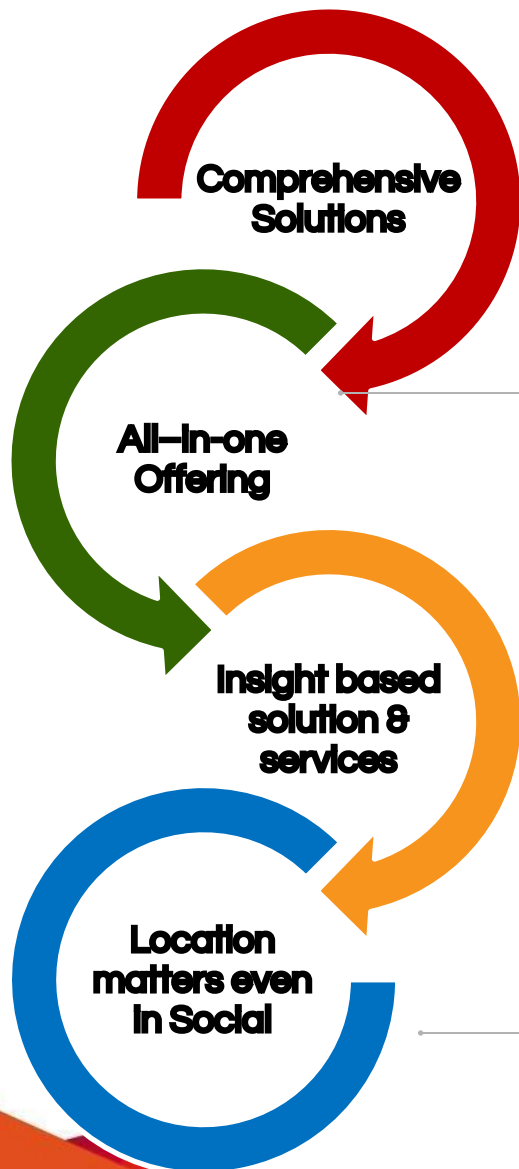 Comprehensive
Solutions
All–in-one
Offering
Insight based
solution &
services
Location
matters even
in Social